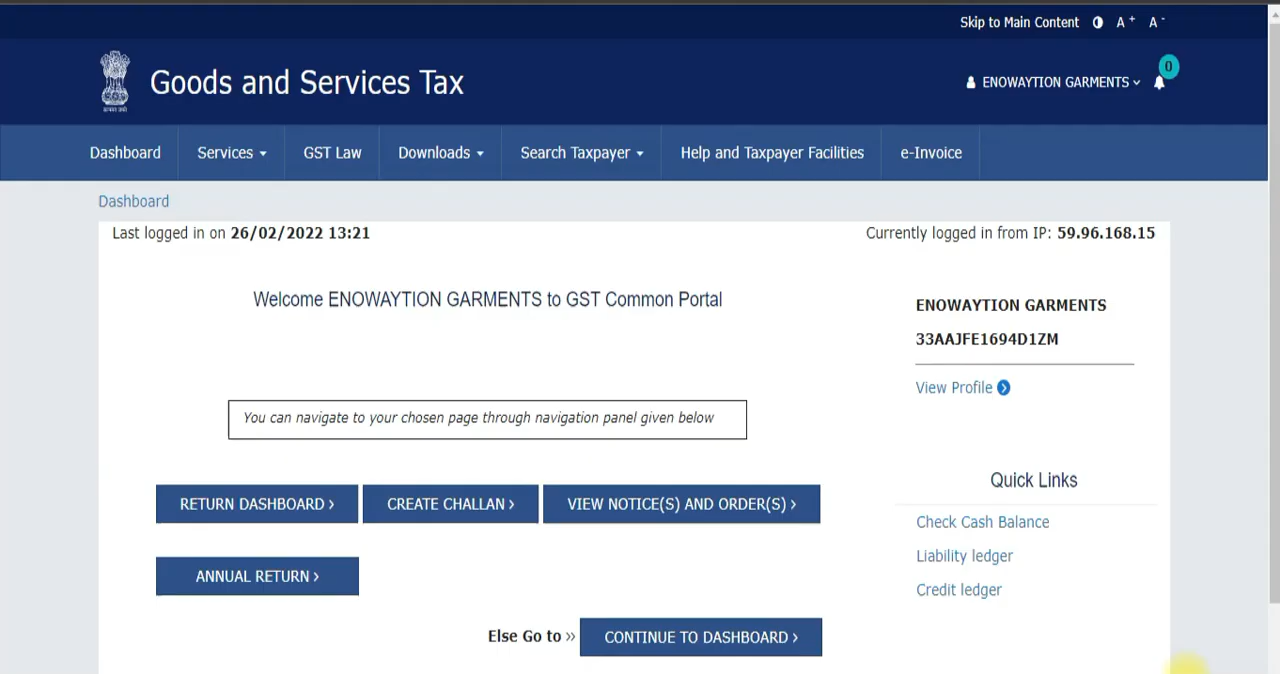 Skip to Main Content A+ A-
Goods and Services Tax
ENOWAYTION GARMENTS
0
Dashboard Services GST Law Downloads Search Taxpayer Help and Taxpayer Facilities e-Invoice
Dashboard
Last logged in on 26/02/2022 13:21
Currently logged in from IP: 59.96.168.15
Welcome ENOWAYTION GARMENTS to GST Common Portal
You can navigate to your chosen page through navigation panel given below
RETURN DASHBOARD > CREATE CHALLAN > VIEW NOTICE(S) AND ORDER(S) >
ANNUAL RETURN >
Else Go to » CONTINUE TO DASHBOARD >
ENOWAYTION GARMENTS
33AAJFE1694D1ZM
View Profile
Quick Links
Check Cash Balance
Liability ledger
Credit ledger